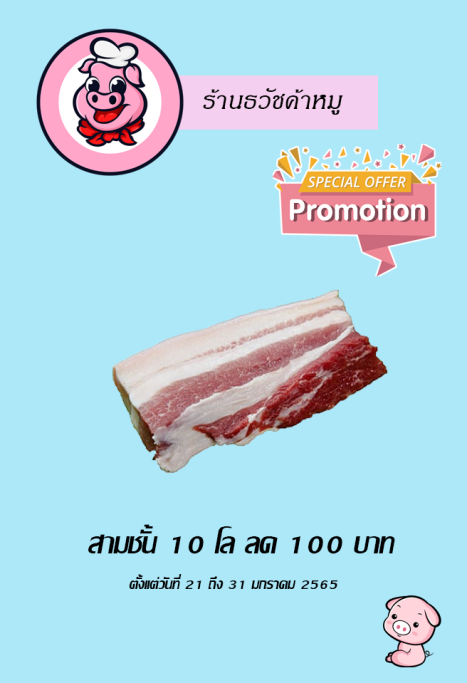 ร้านธวัชค้าหมู
SPECIAL OFFER
Promotion
สามชั้น 10 โล ลด 100 บาท
ตั้งแต่วันที่ 21 ถึง 31 มกราคม 2565